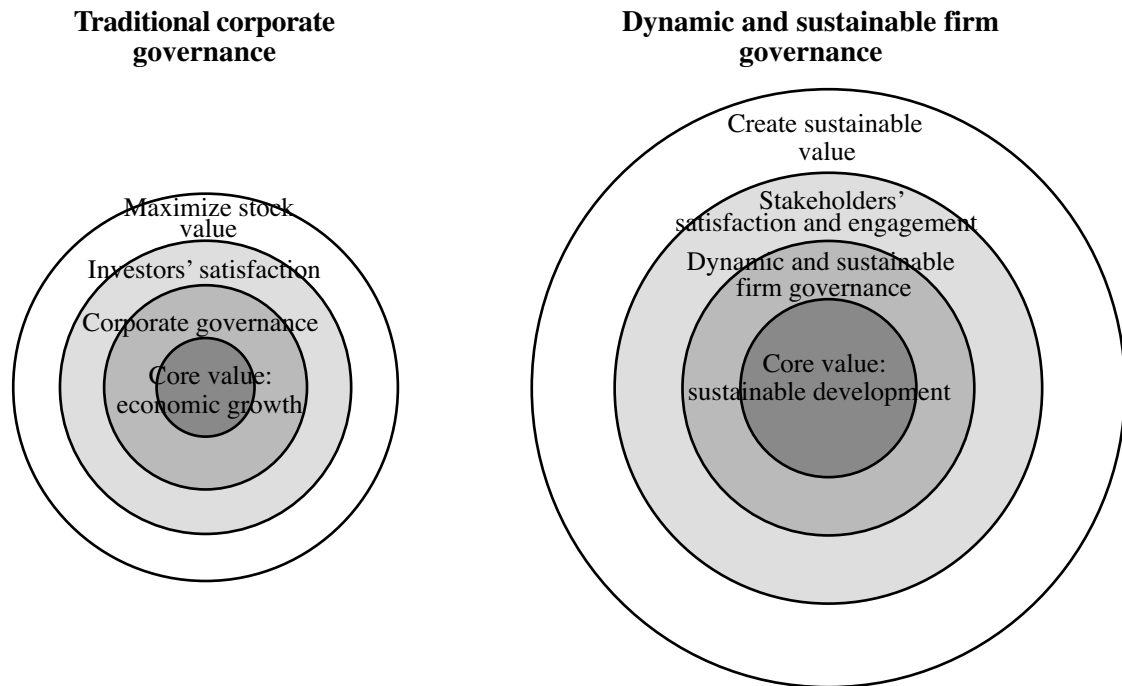 Traditional corporate
governance
Maximize stock
value
Investors’ satisfaction
Corporate governance
Core value:
economic growth
Dynamic and sustainable firm
governance
Create sustainable
value
Stakeholders’
satisfaction and engagement
Dynamic and sustainable
firm governance
Core value:
sustainable development